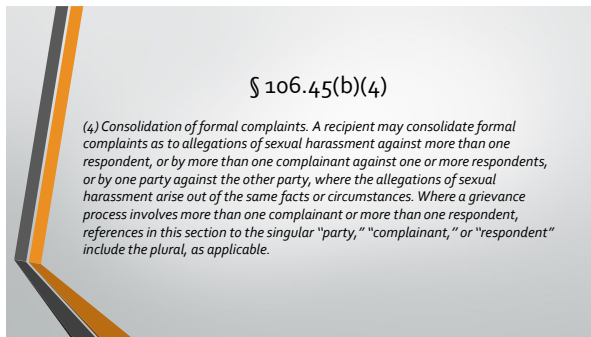 § 106.45(b)(4)
(4) Consolidation of formal complaints. A recipient may consolidate formal
complaints as to allegations of sexual harassment against more than one
respondent, or by more than one complainant against one or more respondents,
or by one party against the other party, where the allegations of sexual
harassment arise out of the same facts or circumstances. Where a grievance
process involves more than one complainant or more than one respondent,
references in this section to the singular “party,” “complainant,” or “respondent”
include the plural, as applicable.